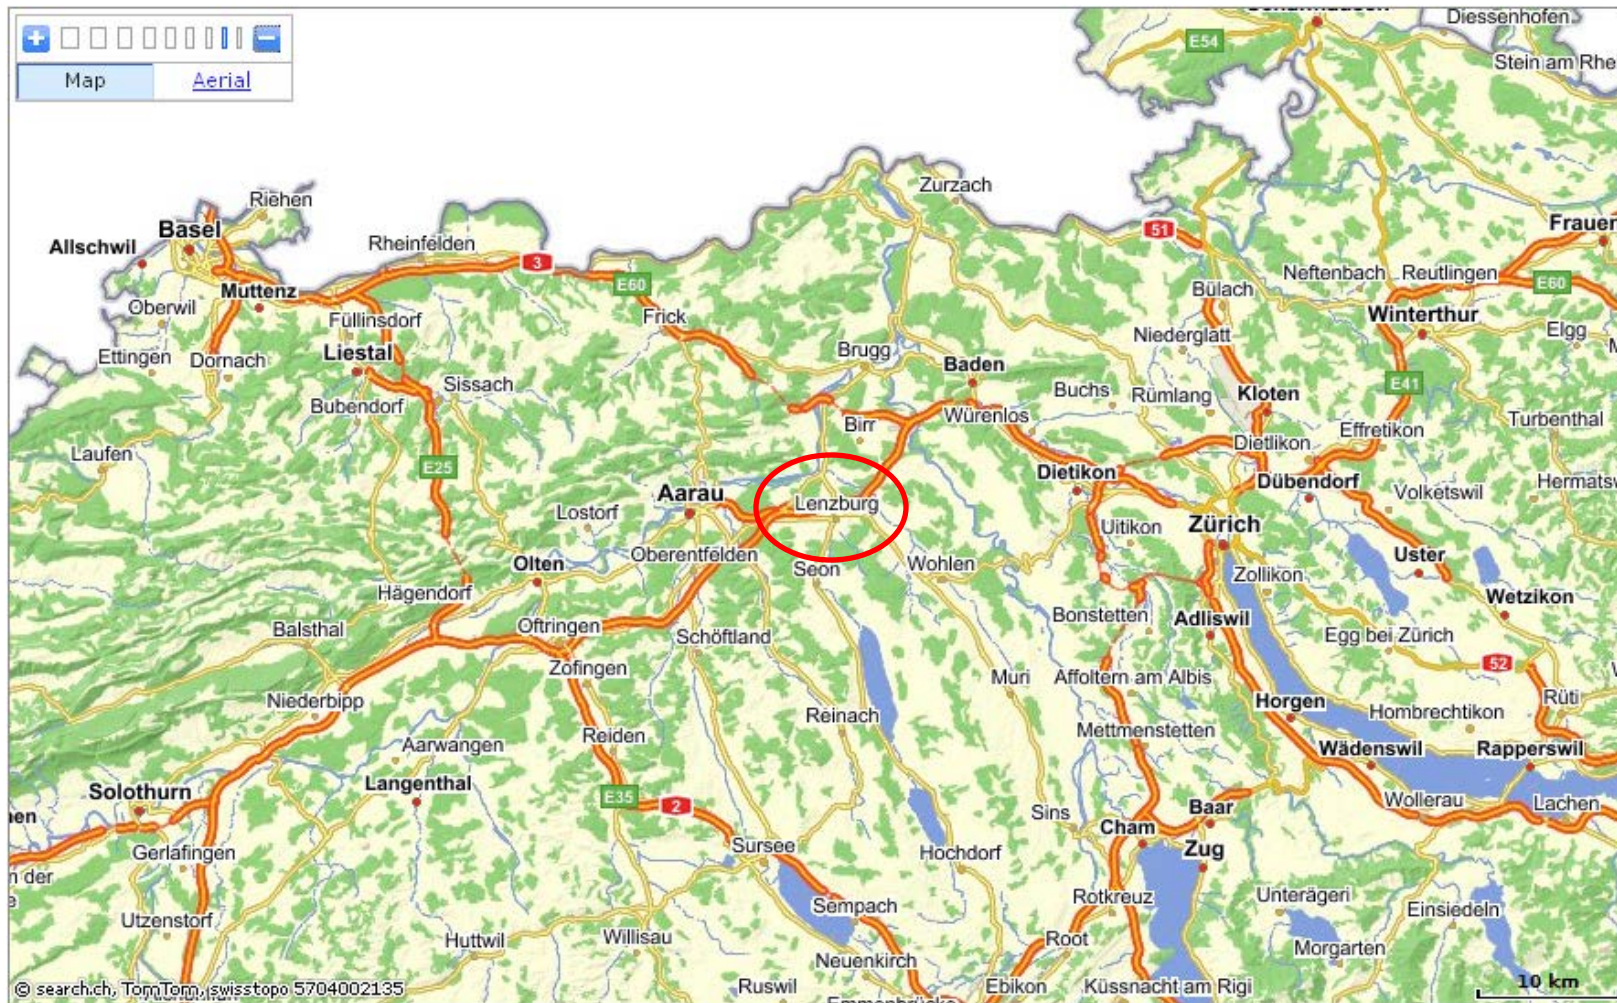 Schaffhausen
Diessenhofen
E54
Map
Aerial
Stein am Rhe
Zurzach
Riehen
Basel
51
Frauen
Allschwil
Rheinfelden
3
E60
Neftenbach
Reutlingen
E60
Muttenz
Bülach
Oberwil
Füllinsdorf
Frick
Winterthur
Elgg
Niederglatt
Ettingen
Dornach
Liestal
Brugg
Baden
Sissach
Buchs
Rümlang
Kloten
E41
Bubendorf
Birr
Würenlos
Turbenthal
Dietlikon
Effretikon
Laufen
E25
Dietikon
Dübendorf
Volketswil
Hermatsw
Aarau
Lenzburg
Lostorf
Uitikon
Zürich
Oberentfelden
Seon
Wohlen
Uster
Olten
Zollikon
Hägendorf
Wetzikon
Bonstetten
Adliswil
Balsthal
Oftringen
Schöftland
Egg bei Zürich
52
Zofingen
Muri
Affoltern am Albis
Niederbipp
Rüti
Horgen
Hombrechtikon
Reinach
Reiden
Aarwangen
Mettmenstetten
Wädenswil
Rapperswil
Solothurn
Langenthal
E35
2
Baar
Wollerau
Lachen
Sins
Cham
Gerlafingen
Sursee
Hochdorf
Zug
n der
Rotkreuz
Unterägeri
Sempach
Einsiedeln
Utzenstorf
Huttwil
Willisau
Root
Morgarten
Neuenkirch
© search.ch, TomTom, swisstopo 5704002135
Ruswil
Ebikon
Küssnacht am Rigi
10 km
Emmenbrücke